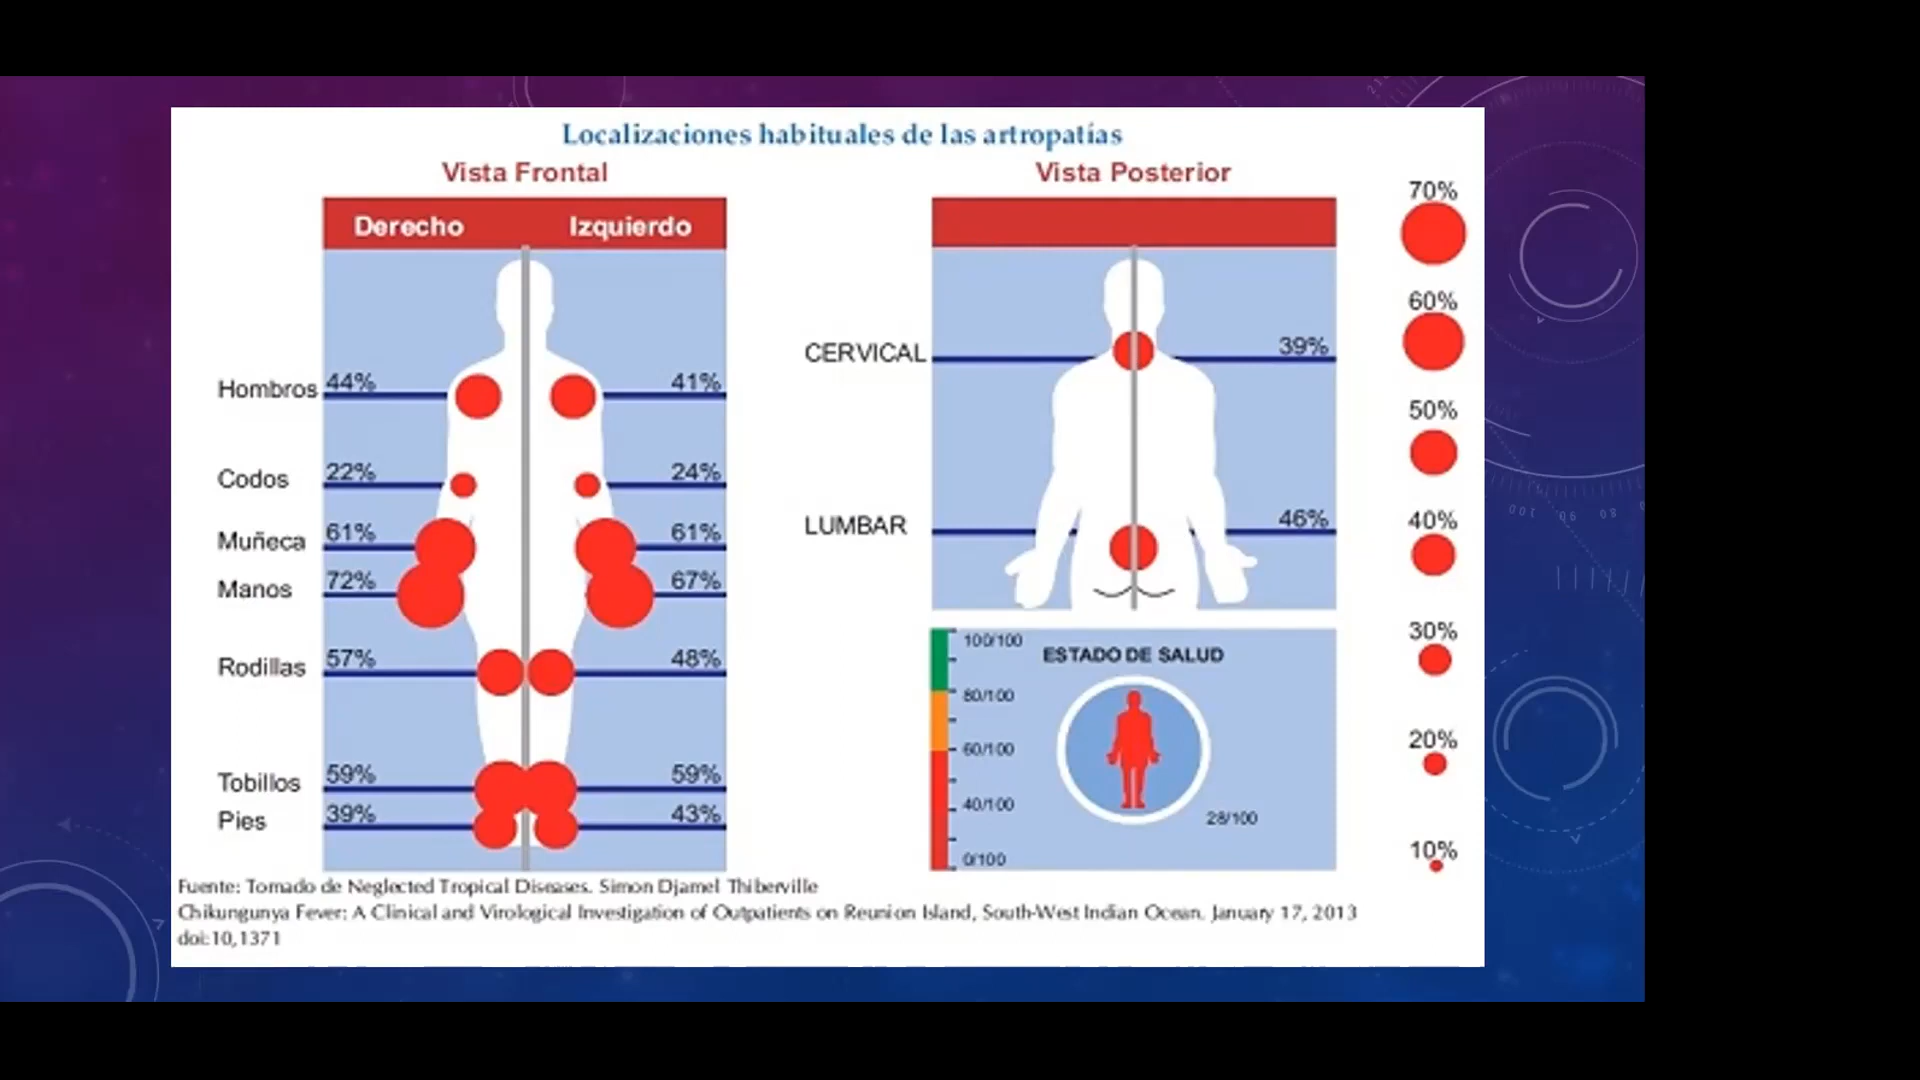 Localizaciones habituales de las artropatías
Vista Frontal
Derecho Izquierdo
Hombros 44% 41%
Codos 22% 24%
Muñeca 61% 61%
Manos 72% 67%
Rodillas 57% 48%
Tobillos 59% 59%
Pies 39% 43%
Vista Posterior
CERVICAL 39%
LUMBAR 46%
100/100
ESTADO DE SALUD
80/100
60/100
40/100
28/100
0/100
70%
60%
50%
40%
30%
20%
10%
Fuente: Tomado de Neglected Tropical Diseases. Simon Djamel Thiberville
Chikungunya Fever: A Clinical and Virological Investigation of Outpatients on Reunion Island, South-West Indian Ocean. January 17, 2013
doi:10,1371